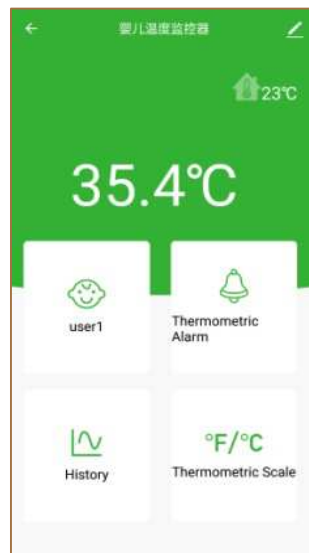 婴儿温度监控器
23℃
35.4℃
user1
Thermometric
Alarm
History
°F/°C
Thermometric Scale